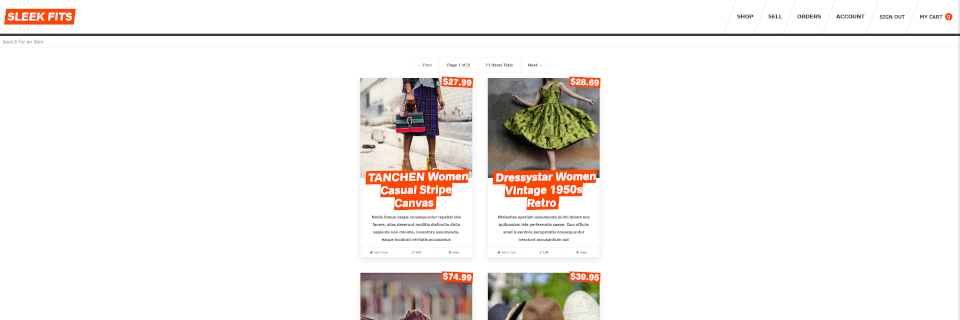 SLEEK FITS
SHOP SELL ORDERS ACCOUNT SIGN OUT MY CART 0
Search for an item
← Prev Page 1 of 3! 11 Items Total Next →
$27.99 $28.69
TANCHEN Women
Casual Stripe
Canvas
Dressystar Women
Vintage 1950s
Retro
Nobis itaque saepe consequuntur repellat iste
facere, alias deserunt mollitia distinctio dicta
sapiente non minima, inventore assumenda,
eaque incidunt veritatis accusamus
Molestias aperiam assumenda animi dolore eos
quibusdam iste perferendis saepe. Quo officiis
amet inventore perspiciatis consequuntur
nesciunt accusantium aut
Add To Cart Edit Delete
Add To Cart Edit Delete
$74.99 $39.95